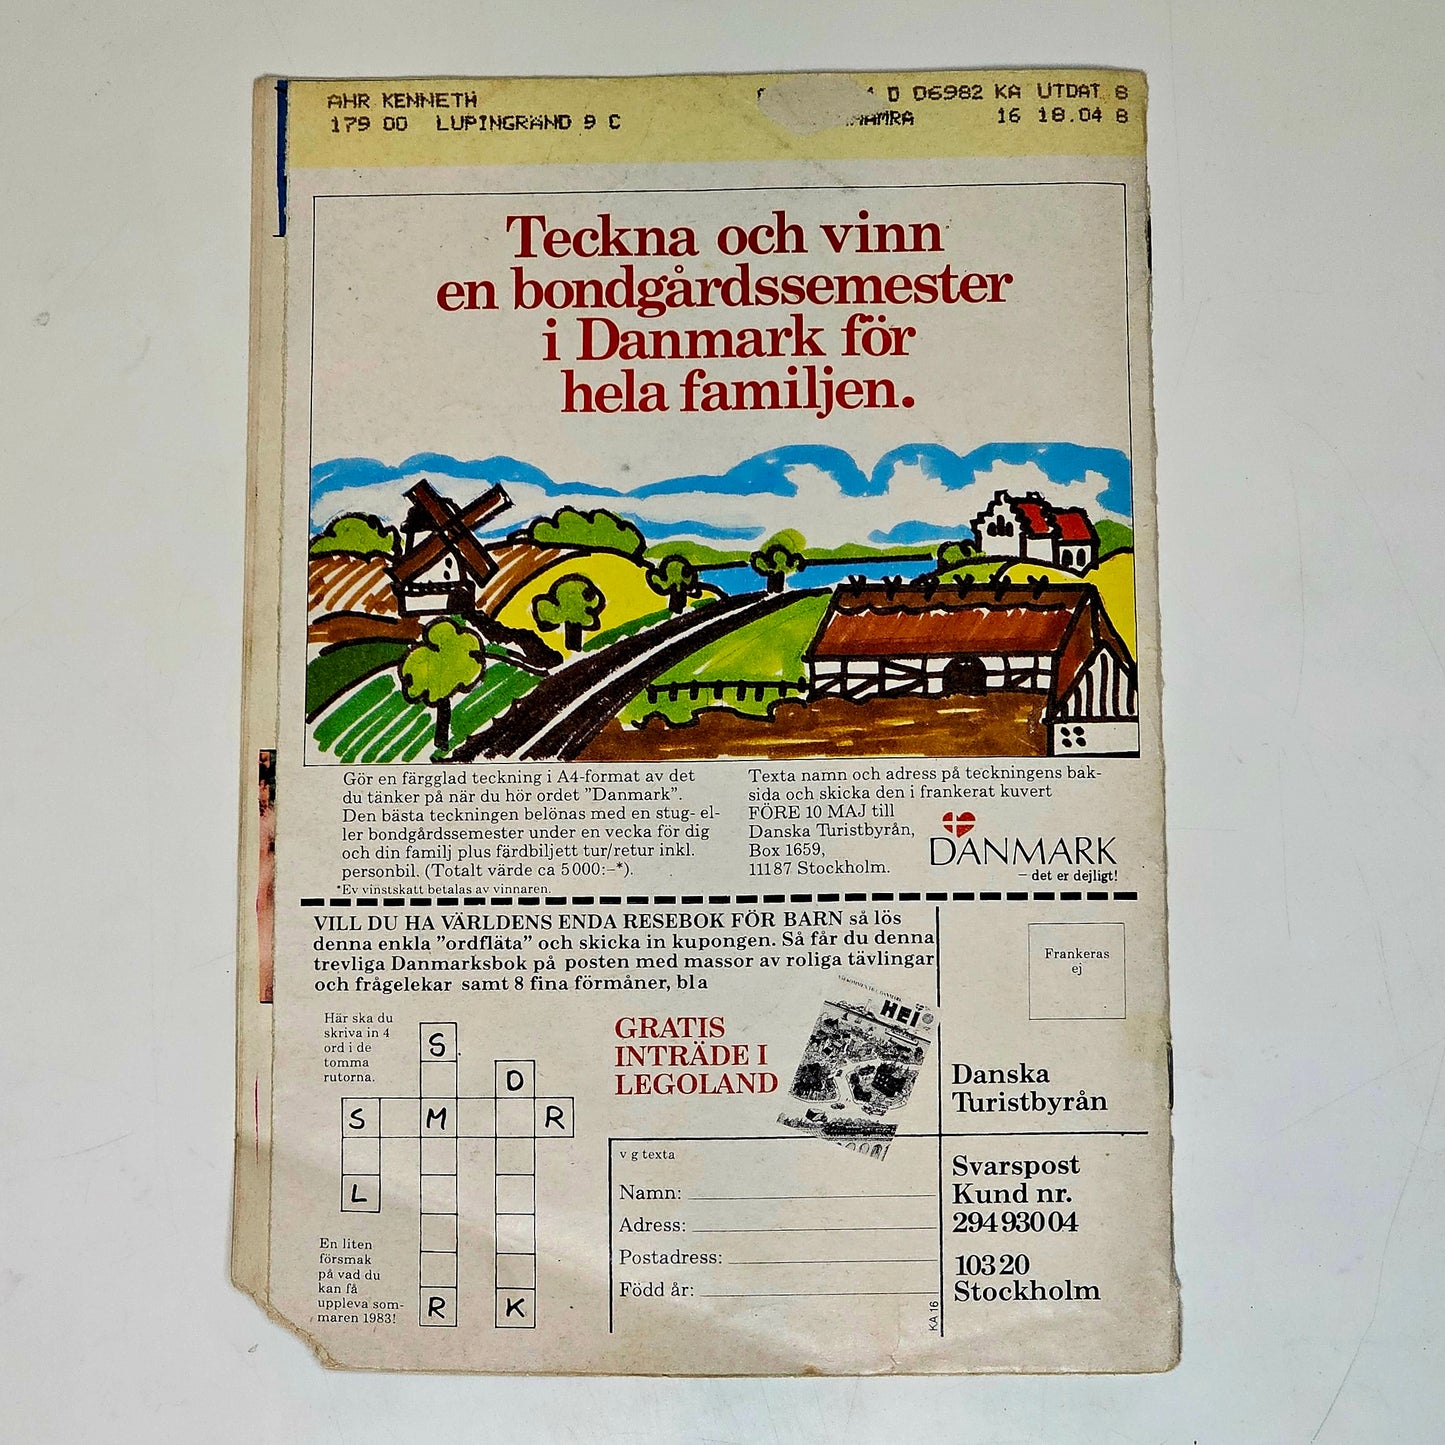 AHR KENNETH
179 00 LUPINGRÄND 9 C
D 06982 KA UTDAT 8
16 18.04 8
Teckna och vinn
en bondgårdssemester
i Danmark för
hela familjen.
Gör en färgglad teckning i A4-format av det
du tänker på när du hör ordet "Danmark".
Den bästa teckningen belönas med en stug- el-
ler bondgårdssemester under en vecka för dig
och din familj plus färdbiljett tur/retur inkl.
personbil. (Totalt värde ca 5000:-*).
*Ev vinstskatt betalas av vinnaren.
Texta namn och adress på teckningens bak-
sida och skicka den i frankerat kuvert
FÖRE 10 MAJ till
Danska Turistbyrån,
Box 1659,
11187 Stockholm.
DANMARK
– det er dejligt!
VILL DU HA VÄRLDENS ENDA RESEBOK FÖR BARN så lös
denna enkla "ordfläta" och skicka in kupongen. Så får du denna
trevliga Danmarksbok på posten med massor av roliga tävlingar
och frågelekar samt 8 fina förmåner, bl a
Här ska du
skriva in 4
ord i de
tomma
rutorna.
S
D
S M R
L
R K
En liten
försmak
på vad du
kan få
uppleva som-
maren 1983!
GRATIS
INTRÄDE I
LEGOLAND
HEJ
v g texta
Namn:
Adress:
Postadress:
Född år:
KA 16
Frankeras
ej
Danska
Turistbyrån
Svarspost
Kund nr.
294 930 04
103 20
Stockholm